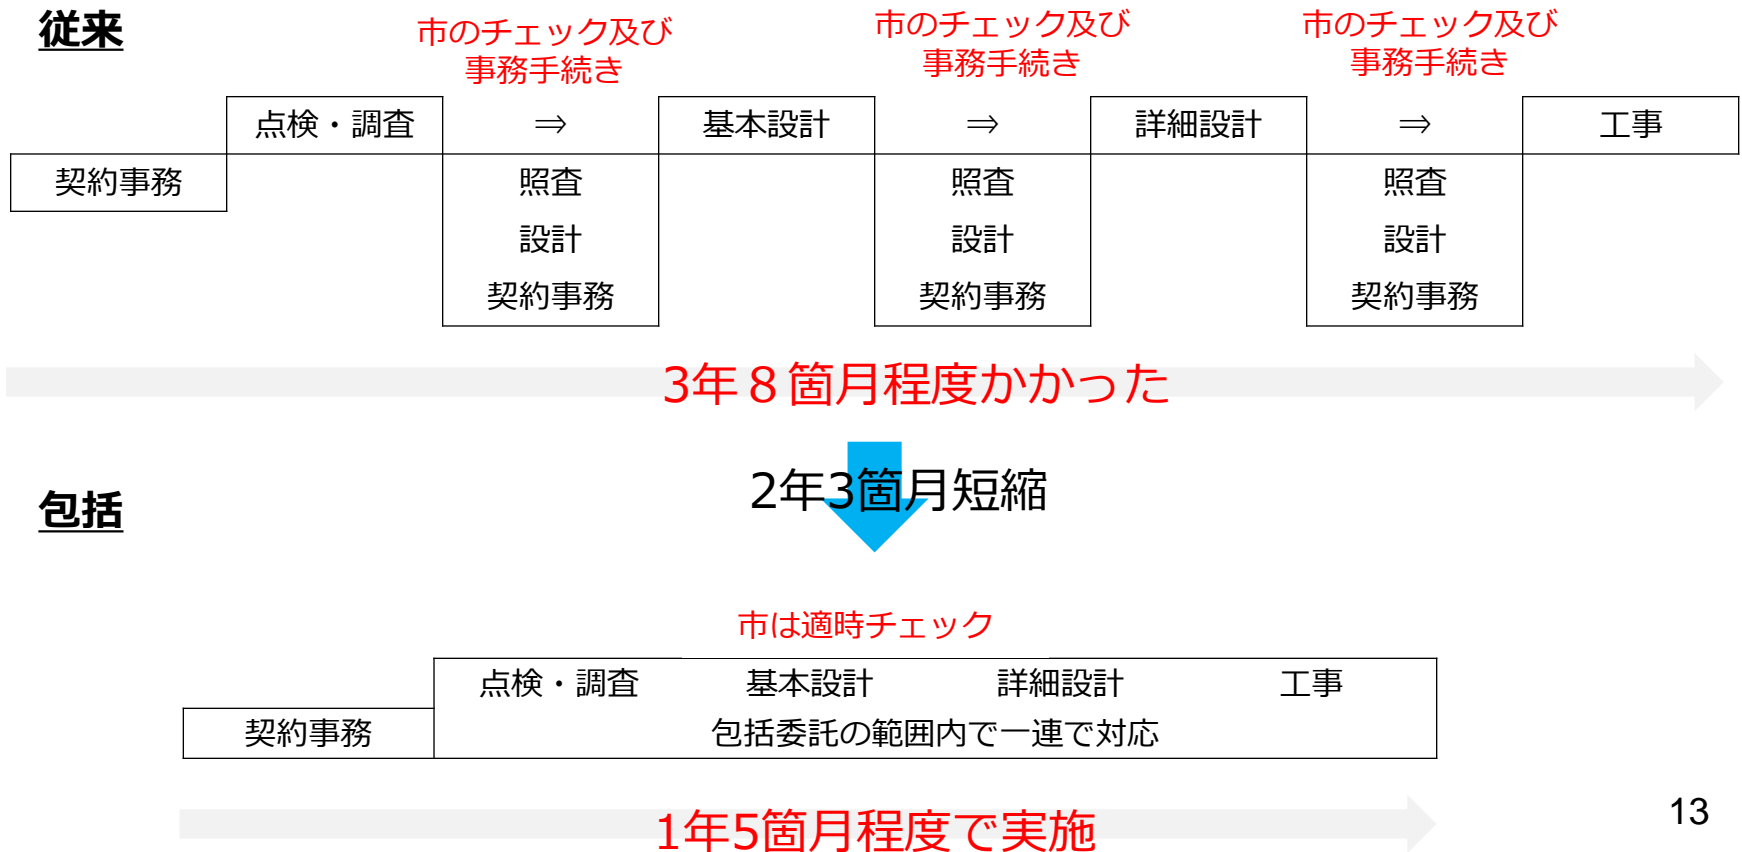 従来
市のチェック及び
事務手続き
市のチェック及び
事務手続き
市のチェック及び
事務手続き
点検・調査 ⇒ 基本設計 ⇒ 詳細設計 ⇒ 工事
契約事務 照査 照査 照査
設計 設計 設計
契約事務 契約事務 契約事務
3年８箇月程度かかった
2年3箇月短縮
包括
市は適時チェック
点検・調査 基本設計 詳細設計 工事
契約事務 包括委託の範囲内で一連で対応
1年5箇月程度で実施
13